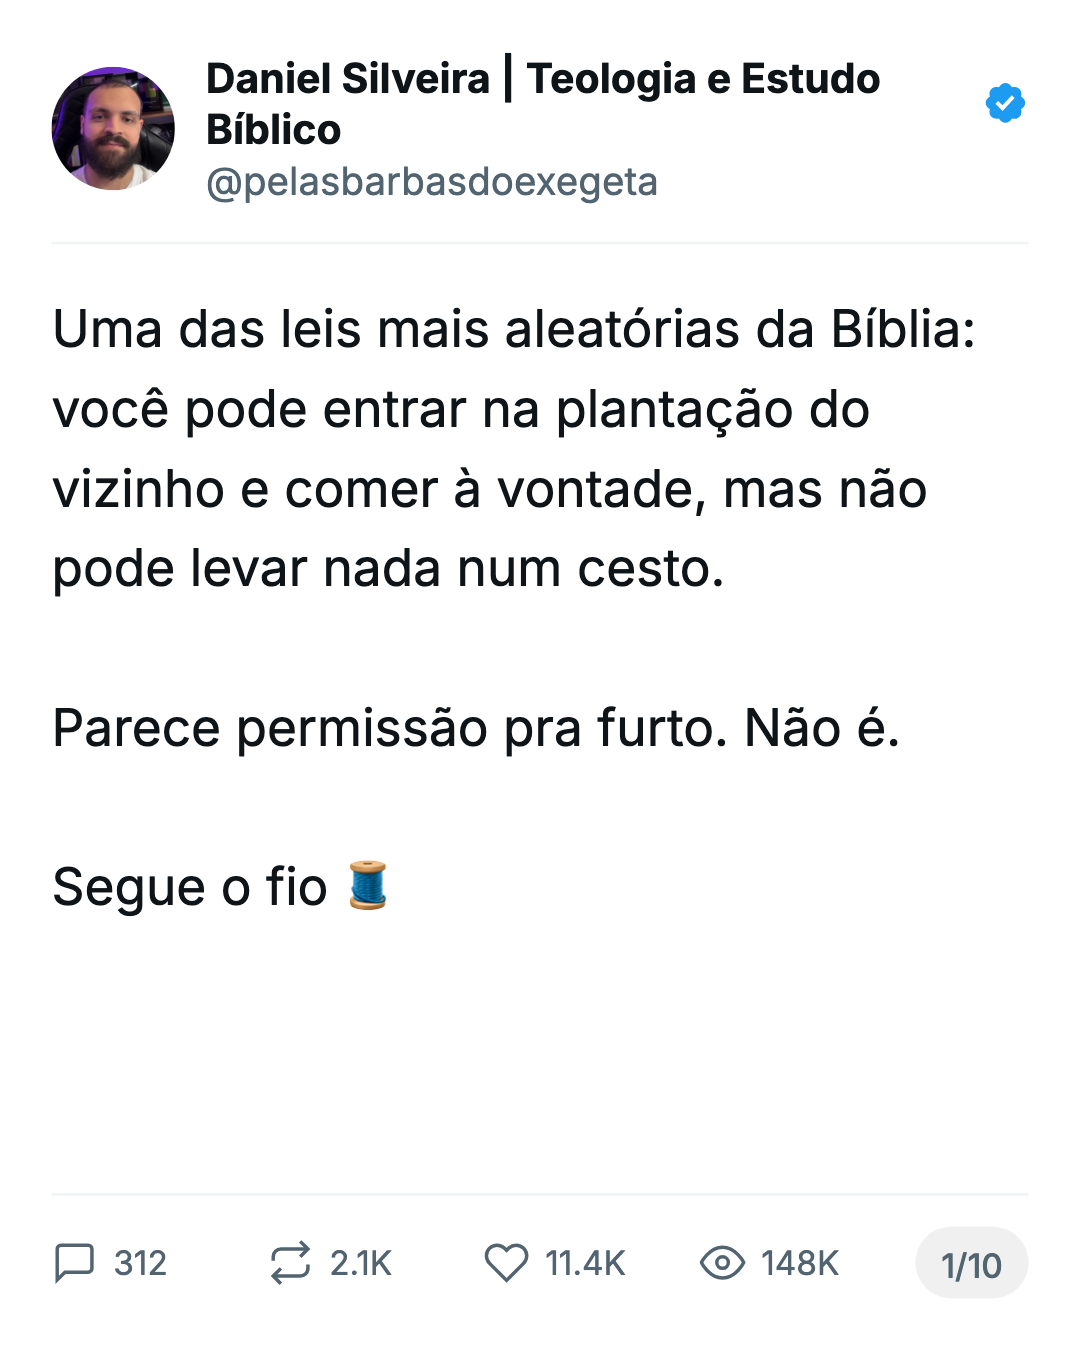 Daniel Silveira | Teologia e Estudo
Bíblico
@pelasbarbasdoexegeta
Uma das leis mais aleatórias da Bíblia:
você pode entrar na plantação do
vizinho e comer à vontade, mas não
pode levar nada num cesto.
Parece permissão pra furto. Não é.
Segue o fio 🧵
312 2.1K 11.4K 148K 1/10